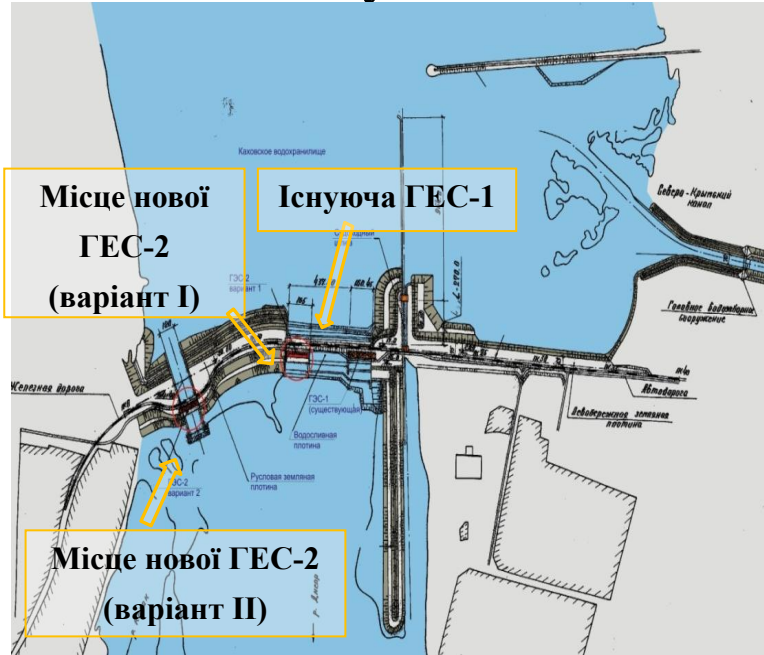 Каховское водохранилище
Місце нової
ГЕС-2
(варіант I)
Існуюча ГЕС-1
ГЭС-2
вариант 1
Северо-Крымский
канал
Головное водозаборное
сооружение
Железная дорога
Автодорога
Левобережная земляная
плотина
ГЭС-1
(существующая)
Водосливная
плотина
Русловая земляная
плотина
ГЭС-2
вариант 2
Місце нової ГЕС-2
(варіант II)
р. Днепр